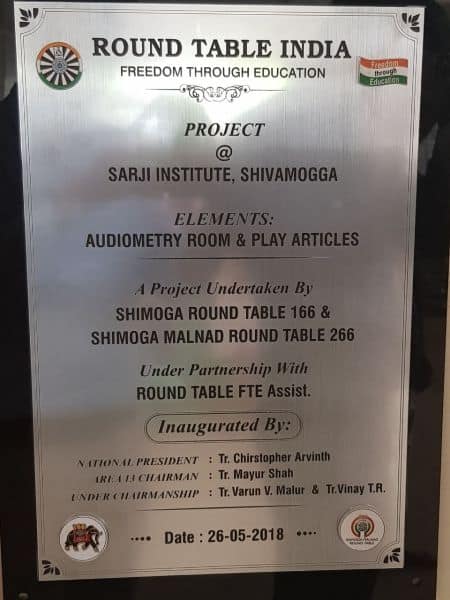 ROUND TABLE INDIA
FREEDOM THROUGH EDUCATION
Freedom
through
Education
PROJECT
@
SARJI INSTITUTE, SHIVAMOGGA
ELEMENTS:
AUDIOMETRY ROOM & PLAY ARTICLES
A Project Undertaken By
SHIMOGA ROUND TABLE 166 &
SHIMOGA MALNAD ROUND TABLE 266
Under Partnership With
ROUND TABLE FTE Assist.
Inaugurated By:
NATIONAL PRESIDENT : Tr. Chirstopher Arvinth
AREA 13 CHAIRMAN : Tr. Mayur Shah
UNDER CHAIRMANSHIP : Tr. Varun V. Malur & Tr.Vinay T.R.
Date : 26-05-2018